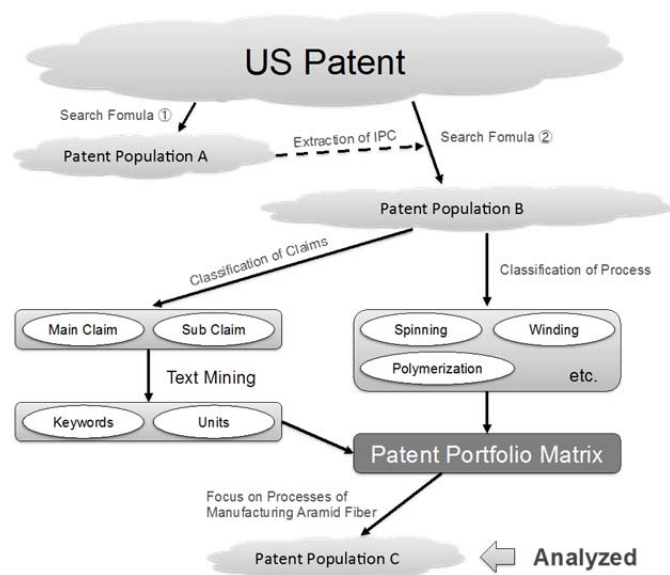 US Patent
Search Fomula ①
Extraction of IPC
Search Fomula ②
Patent Population A
Patent Population B
Classification of Claims
Classification of Process
Main Claim
Sub Claim
Spinning
Winding
Polymerization
etc.
Text Mining
Keywords
Units
Patent Portfolio Matrix
Focus on Processes of
Manufacturing Aramid Fiber
Patent Population C
Analyzed